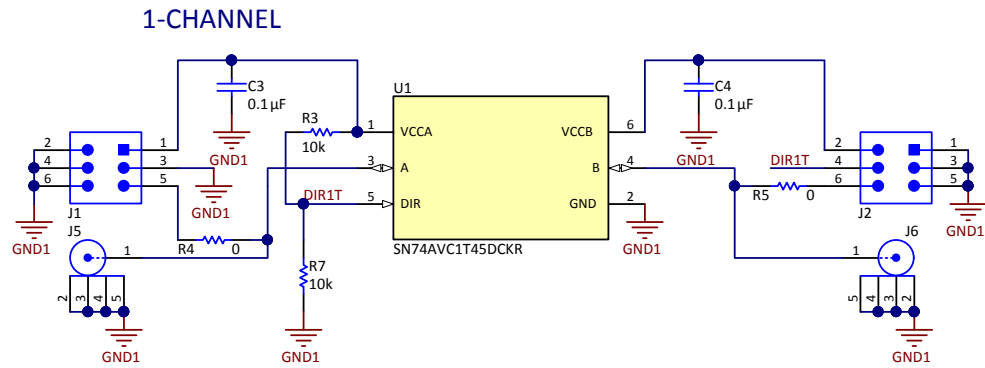 1-CHANNEL
C3
0.1µF
GND1
R3
10k
U1
1 VCCA VCCB 6
3 A B 4
DIR1T 5 DIR GND 2
SN74AVC1T45DCKR
GND1
C4
0.1µF
GND1
2 1
4 3
6 5
J1
GND1
GND1
R4 0
R7
10k
GND1
J5
1
2 3 4 5
GND1
2 1
DIR1T 4 3
R5 0 6 5
J2
GND1
J6
1
5 4 3 2
GND1